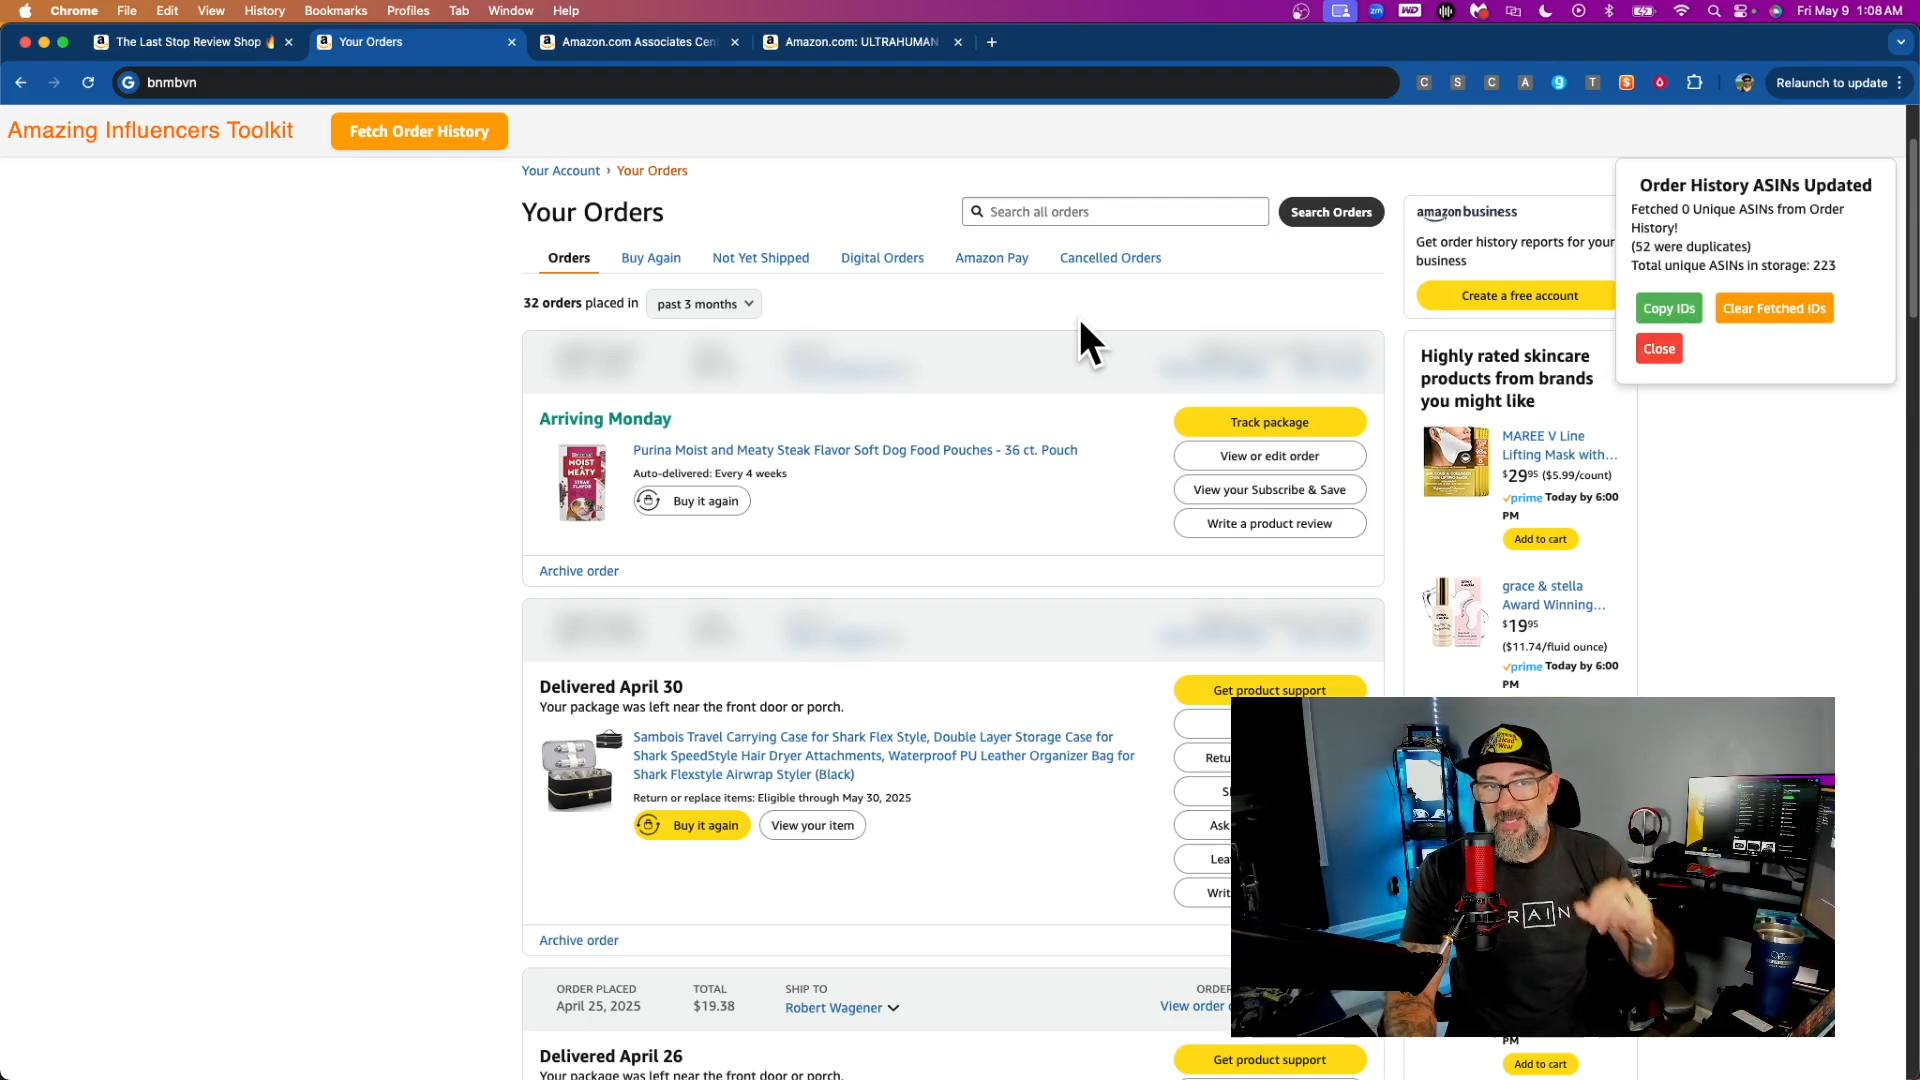 Chrome File Edit View History Bookmarks Profiles Tab Window Help
zm WD
Fri May 9 1:08 AM
The Last Stop Review Shop
Your Orders
Amazon.com Associates Cen
Amazon.com: ULTRAHUMAN
bnmbvn
Relaunch to update
Amazing Influencers Toolkit
Fetch Order History
Your Account › Your Orders
Your Orders
Search all orders
Search Orders
Orders Buy Again Not Yet Shipped Digital Orders Amazon Pay Cancelled Orders
32 orders placed in past 3 months
Arriving Monday
Purina Moist and Meaty Steak Flavor Soft Dog Food Pouches - 36 ct. Pouch
Auto-delivered: Every 4 weeks
Buy it again
MOIST
MEATY
Track package
View or edit order
View your Subscribe & Save
Write a product review
Archive order
Delivered April 30
Your package was left near the front door or porch.
Sambois Travel Carrying Case for Shark Flex Style, Double Layer Storage Case for
Shark SpeedStyle Hair Dryer Attachments, Waterproof PU Leather Organizer Bag for
Shark Flexstyle Airwrap Styler (Black)
Return or replace items: Eligible through May 30, 2025
Buy it again
View your item
Get product support
Retu
Ask
Lea
Writ
Archive order
ORDER PLACED
April 25, 2025
TOTAL
$19.38
SHIP TO
Robert Wagener
ORDER
View order
Delivered April 26
Your package was left near the front door or porch.
Get product support
amazon business
Get order history reports for your
business
Create a free account
Highly rated skincare
products from brands
you might like
MAREE V Line
Lifting Mask with...
$29.95 ($5.99/count)
prime Today by 6:00
PM
Add to cart
grace & stella
Award Winning...
$19.95
($11.74/fluid ounce)
prime Today by 6:00
PM
PM
Add to cart
Order History ASINs Updated
Fetched 0 Unique ASINs from Order
History!
(52 were duplicates)
Total unique ASINs in storage: 223
Copy IDs
Clear Fetched IDs
Close
RAIN